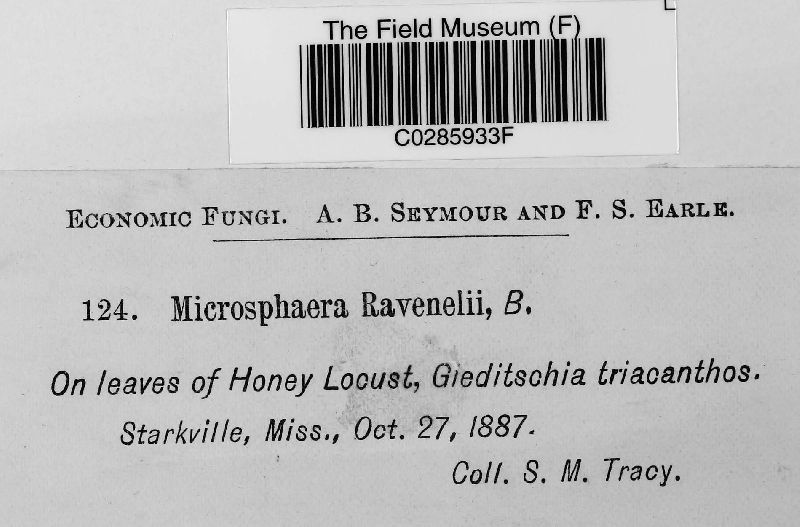 The Field Museum (F)
C0285933F
ECONOMIC FUNGI. A. B. SEYMOUR AND F. S. EARLE.
124. Microsphaera Ravenelii, B.
On leaves of Honey Locust, Gleditschia triacanthos.
Starkville, Miss., Oct. 27, 1887.
Coll. S. M. Tracy.